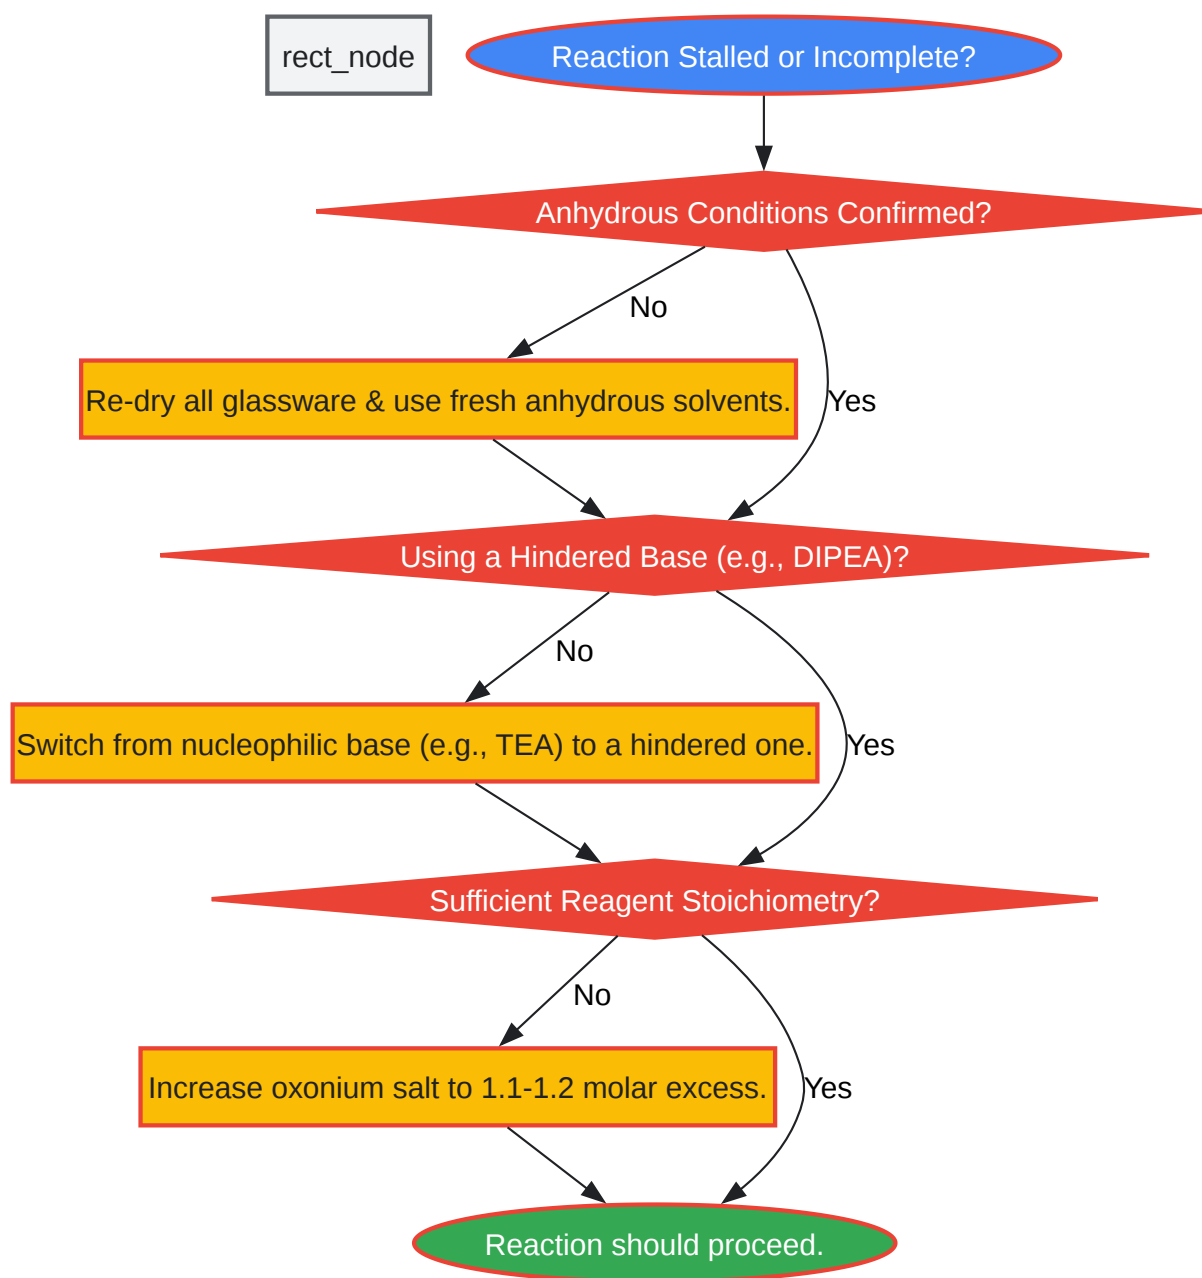 rect_node
Reaction Stalled or Incomplete?
Anhydrous Conditions Confirmed?
No
Re-dry all glassware & use fresh anhydrous solvents.
Yes
Using a Hindered Base (e.g., DIPEA)?
No
Switch from nucleophilic base (e.g., TEA) to a hindered one.
Yes
Sufficient Reagent Stoichiometry?
No
Increase oxonium salt to 1.1-1.2 molar excess.
Yes
Reaction should proceed.